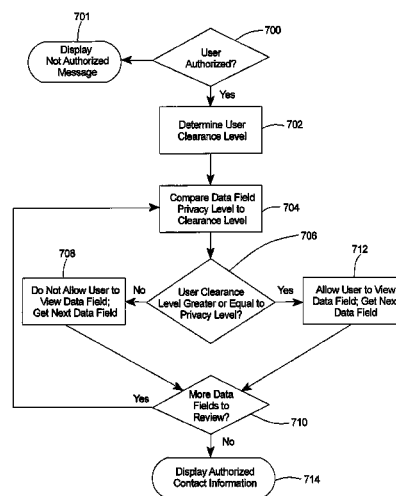 701
700
Display
Not Authorized
Message
User
Authorized?
Yes
Determine User
Clearance Level
702
Compare Data Field
Privacy Level to
Clearance Level
704
706
708
712
Do Not Allow User to
View Data Field;
Get Next Data Field
No
User Clearance
Level Greater or Equal to
Privacy Level?
Yes
Allow User to View
Data Field; Get Nex
Data Field
Yes
More Data
Fields to
Review?
710
No
Display Authorized
Contact Information
714